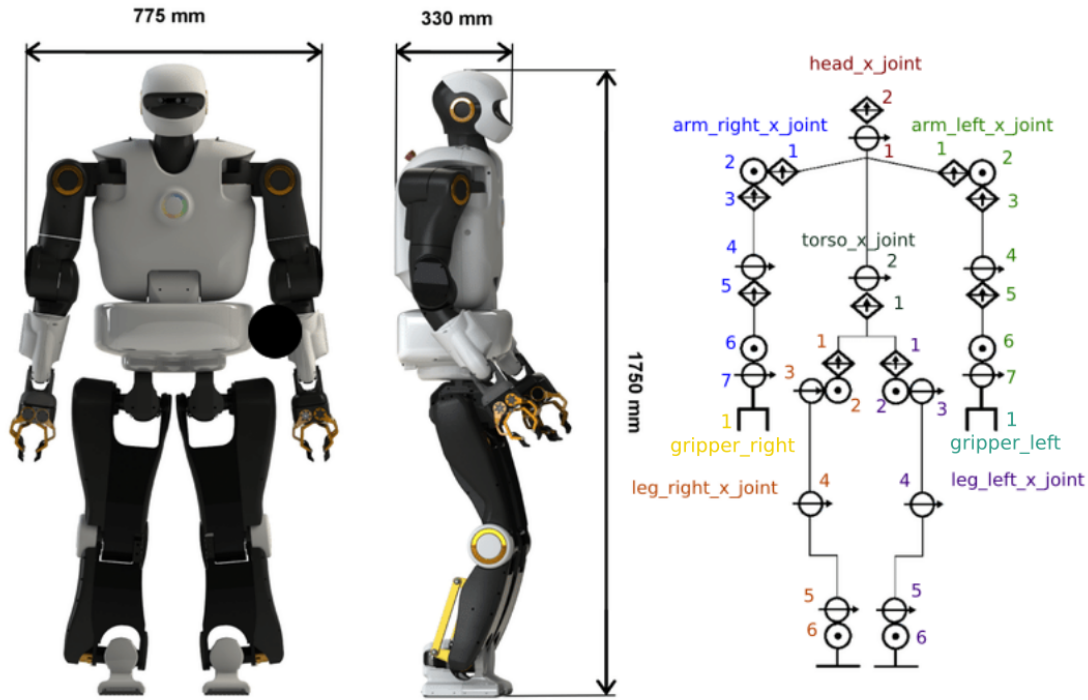 775 mm
330 mm
1750 mm
head_x_joint
2
1
arm_right_x_joint
1
2
3
4
5
6
7
1
gripper_right
arm_left_x_joint
1
2
3
4
5
6
7
1
gripper_left
torso_x_joint
2
1
1
3
2
leg_right_x_joint
4
5
6
1
2
3
leg_left_x_joint
4
5
6